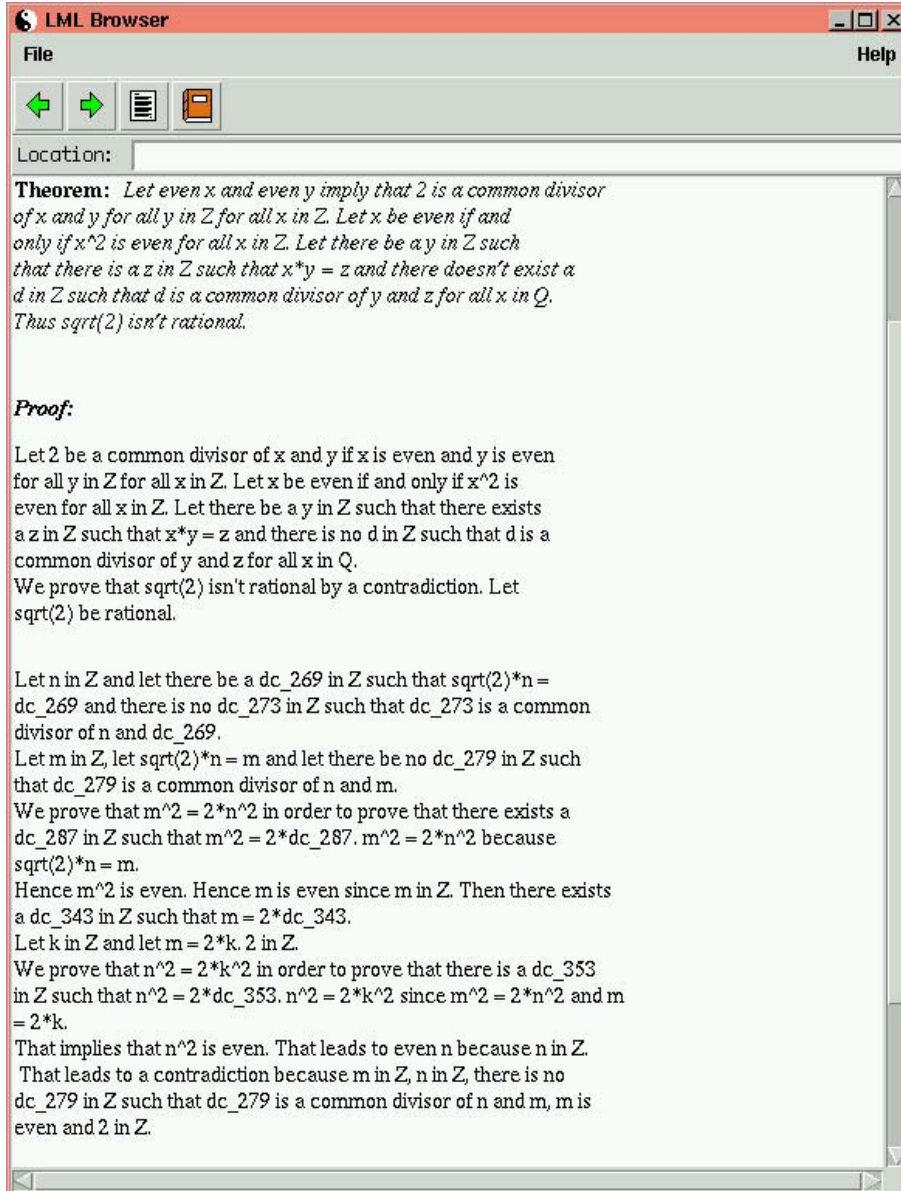 LML Browser
File Help
Location:
Theorem: Let even x and even y imply that 2 is a common divisor
of x and y for all y in Z for all x in Z. Let x be even if and
only if x^2 is even for all x in Z. Let there be a y in Z such
that there is a z in Z such that x*y = z and there doesn't exist a
d in Z such that d is a common divisor of y and z for all x in Q.
Thus sqrt(2) isn't rational.
Proof:
Let 2 be a common divisor of x and y if x is even and y is even
for all y in Z for all x in Z. Let x be even if and only if x^2 is
even for all x in Z. Let there be a y in Z such that there exists
a z in Z such that x*y = z and there is no d in Z such that d is a
common divisor of y and z for all x in Q.
We prove that sqrt(2) isn't rational by a contradiction. Let
sqrt(2) be rational.
Let n in Z and let there be a dc_269 in Z such that sqrt(2)*n =
dc_269 and there is no dc_273 in Z such that dc_273 is a common
divisor of n and dc_269.
Let m in Z, let sqrt(2)*n = m and let there be no dc_279 in Z such
that dc_279 is a common divisor of n and m.
We prove that m^2 = 2*n^2 in order to prove that there exists a
dc_287 in Z such that m^2 = 2*dc_287. m^2 = 2*n^2 because
sqrt(2)*n = m.
Hence m^2 is even. Hence m is even since m in Z. Then there exists
a dc_343 in Z such that m = 2*dc_343.
Let k in Z and let m = 2*k. 2 in Z.
We prove that n^2 = 2*k^2 in order to prove that there is a dc_353
in Z such that n^2 = 2*dc_353. n^2 = 2*k^2 since m^2 = 2*n^2 and m
= 2*k.
That implies that n^2 is even. That leads to even n because n in Z.
That leads to a contradiction because m in Z, n in Z, there is no
dc_279 in Z such that dc_279 is a common divisor of n and m, m is
even and 2 in Z.